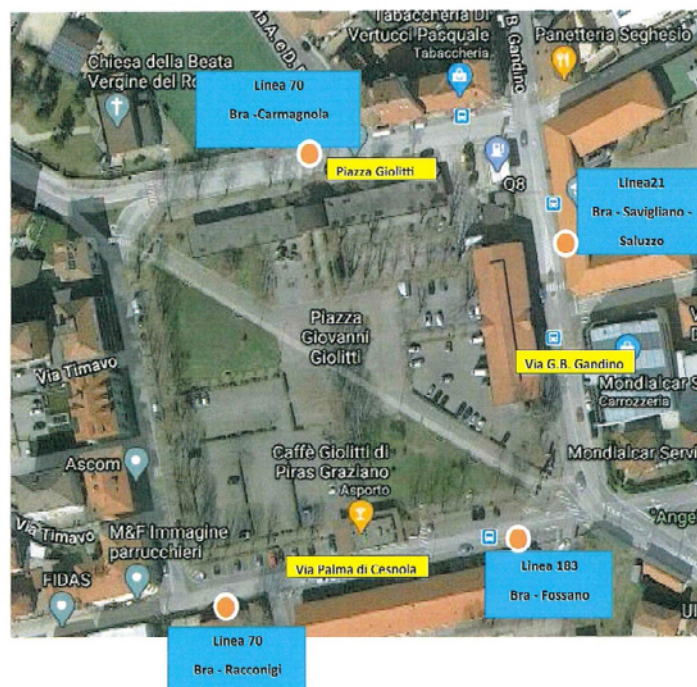 Tabaccheria Di
Vertucci Pasquale
Tabaccheria
B. Gandino
Panetteria Seghesio
Chiesa della Beata
Vergine del
Linea 70
Bra -Carmagnola
Piazza Giolitti
Q8
Linea21
Bra - Savigliano -
Saluzzo
Piazza
Giovanni
Giolitti
Via Timavo
Via G.B. Gandino
Mondialcar
Carrozzeria
Caffè Giolitti di
Piras Graziano
Asporto
Mondialcar Servi
Ascom
Via Timavo
M&F Immagine
parrucchieri
"Ange
Via Palma di Cesnola
Linea 183
Bra - Fossano
FIDAS
Linea 70
Bra - Racconigi